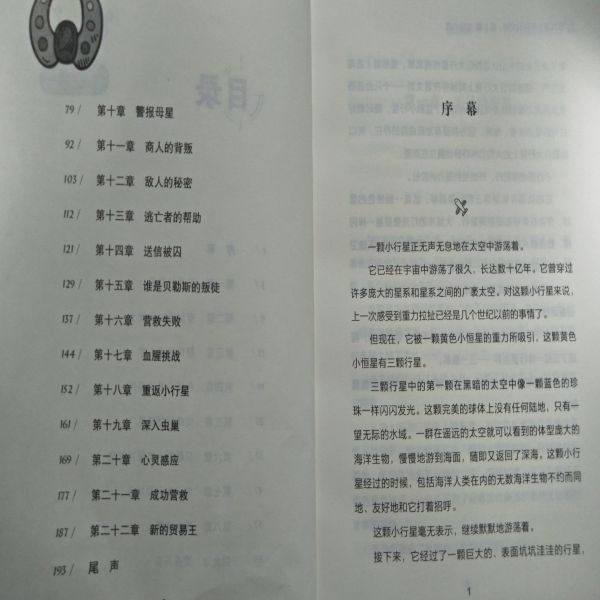 79 / 第十章 警报母星
92 / 第十一章 商人的背叛
103 / 第十二章 敌人的秘密
112 / 第十三章 逃亡者的帮助
121 / 第十四章 送信被囚
129 / 第十五章 谁是贝勒斯的叛徒
137 / 第十六章 营救失败
144 / 第十七章 血腥挑战
152 / 第十八章 重返小行星
161 / 第十九章 深入虫巢
169 / 第二十章 心灵感应
177 / 第二十一章 成功营救
187 / 第二十二章 新的贸易王
193 / 尾 声
序 幕
一颗小行星正无声无息地在太空中游荡着。
它已经在宇宙中游荡了很久，长达数十亿年。它曾穿过
许多庞大的星系和星系之间的广袤太空。对这颗小行星来说，
上一次感受到重力拉扯已经是几个世纪以前的事情了。
但现在，它被一颗黄色小恒星的重力所吸引，这颗黄色
小恒星有三颗行星。
三颗行星中的第一颗在黑暗的太空中像一颗蓝色的珍
珠一样闪闪发光。这颗完美的球体上没有任何陆地，只有一
望无际的水域。一群在遥远的太空就可以看到的体型庞大的
海洋生物，慢慢地游到海面，随即又返回了深海。这颗小行
星经过的时候，包括海洋人类在内的无数海洋生物不约而同
地、友好地和它打着招呼。
这颗小行星毫无表示，继续默默地游荡着。
接下来，它经过了一颗巨大的、表面坑坑洼洼的行星，
1